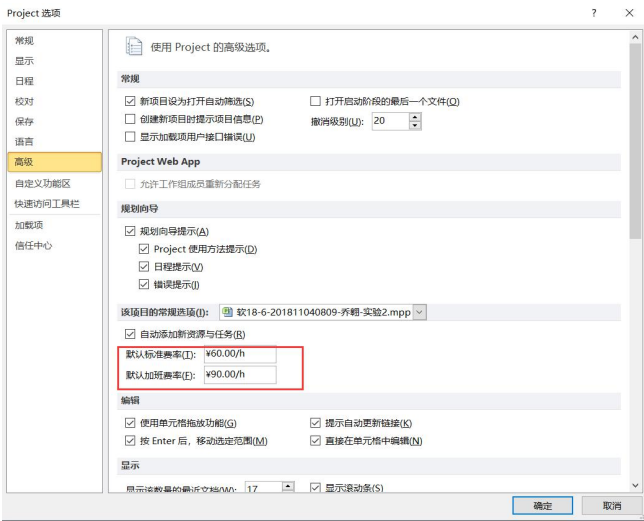 Project 选项
常规
显示
日程
校对
保存
语言
高级
自定义功能区
快速访问工具栏
加载项
信任中心
使用 Project 的高级选项。
常规
新项目设为打开自动筛选(S) 打开启动阶段的最后一个文件(O)
创建新项目时提示项目信息(P) 撤消级别(U): 20
显示加载项用户接口错误(U)
Project Web App
允许工作组成员重新分配任务
规划向导
规划向导提示(A)
Project 使用方法提示(D)
日程提示(V)
错误提示(I)
该项目的常规选项(J): 软18-6-201811040809-乔翱-实验2.mpp
自动添加新资源与任务(R)
默认标准费率(T): ¥60.00/h
默认加班费率(F): ¥90.00/h
编辑
使用单元格拖放功能(G) 提示自动更新链接(K)
按 Enter 后，移动选定范围(M) 直接在单元格中编辑(N)
显示
显示该数量的最近文档(W): 17 显示滚动条(S)
确定 取消